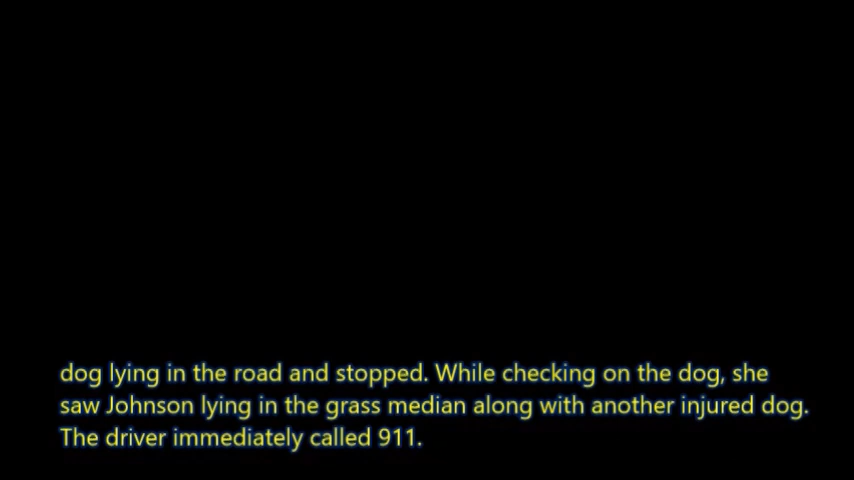 dog lying in the road and stopped. While checking on the dog, she
saw Johnson lying in the grass median along with another injured dog.
The driver immediately called 911.